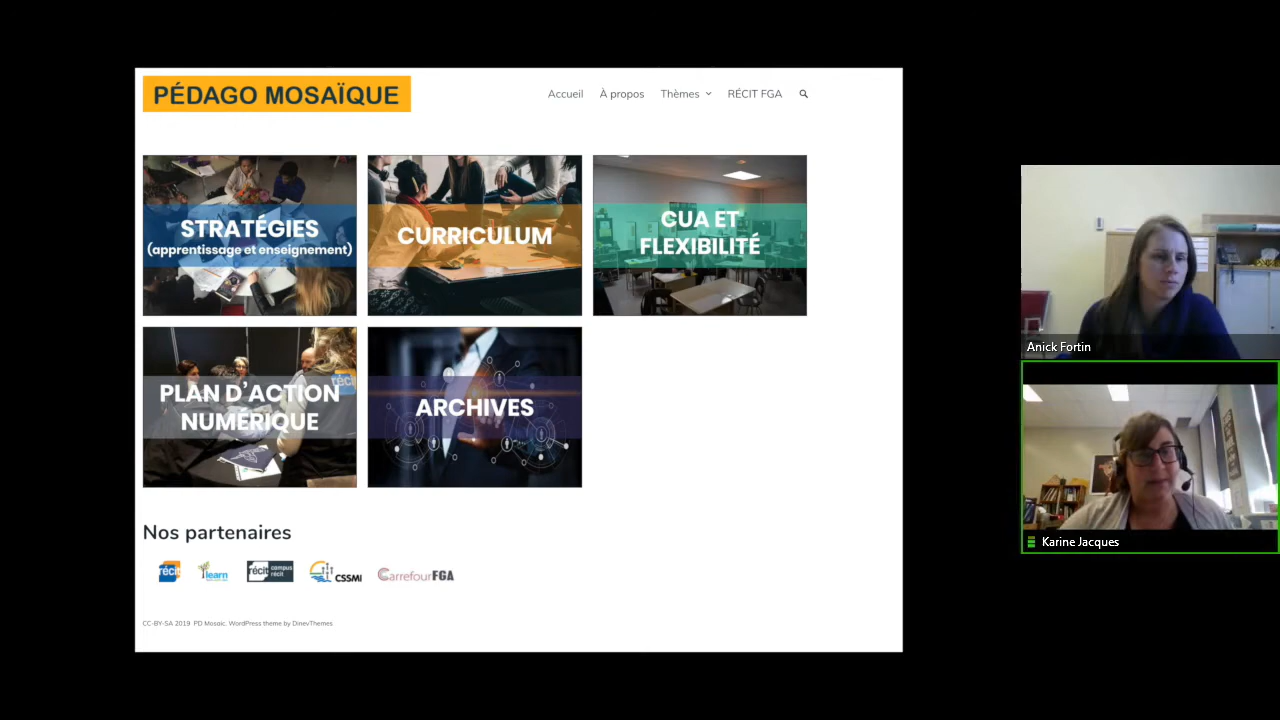 PÉDAGO MOSAÏQUE
Accueil À propos Thèmes RÉCIT FGA
STRATÉGIES
(apprentissage et enseignement)
CURRICULUM
CUA ET
FLEXIBILITÉ
PLAN D'ACTION
NUMÉRIQUE
récit
ARCHIVES
Nos partenaires
récit
learn
récit campus
récit
CSSMI
CarrefourFGA
CC-BY-SA 2019 PD Mosaic. WordPress theme by DinevThemes
Anick Fortin
Karine Jacques